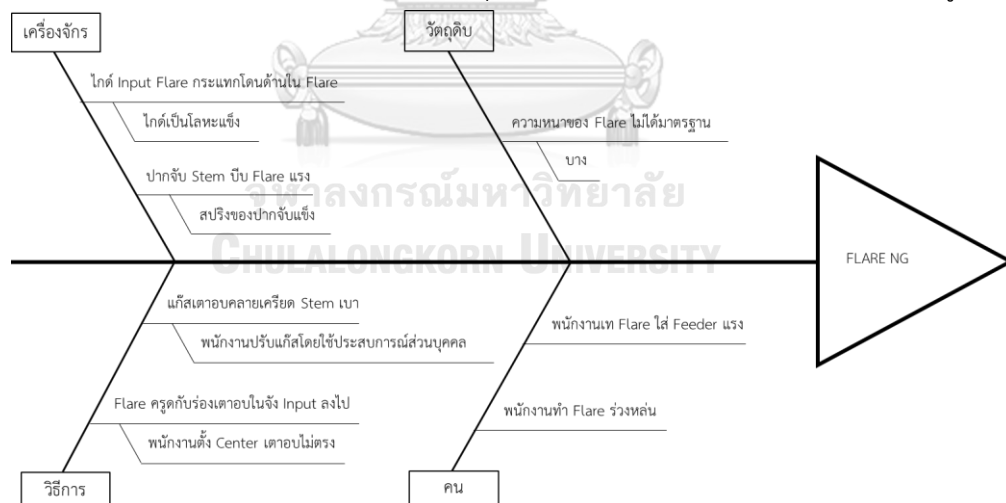 เครื่องจักร
วัตถุดิบ
ไกด์ Input Flare กระแทกโดนด้านใน Flare
ไกด์เป็นโลหะแข็ง
ความหนาของ Flare ไม่ได้มาตรฐาน
บาง
ปากจับ Stem บีบ Flare แรง
สปริงของปากจับแข็ง
จุฬาลงกรณ์มหาวิทยาลัย
CHULALONGKORN UNIVERSITY
FLARE NG
แก๊สเตาอบคลายเครียด Stem เบา
พนักงานปรับแก๊สโดยใช้ประสบการณ์ส่วนบุคคล
พนักงานเท Flare ใส่ Feeder แรง
Flare ครูดกับร่องเตาอบในจัง Input ลงไป
พนักงานตั้ง Center เตาอบไม่ตรง
พนักงานทำ Flare ร่วงหล่น
วิธีการ
คน